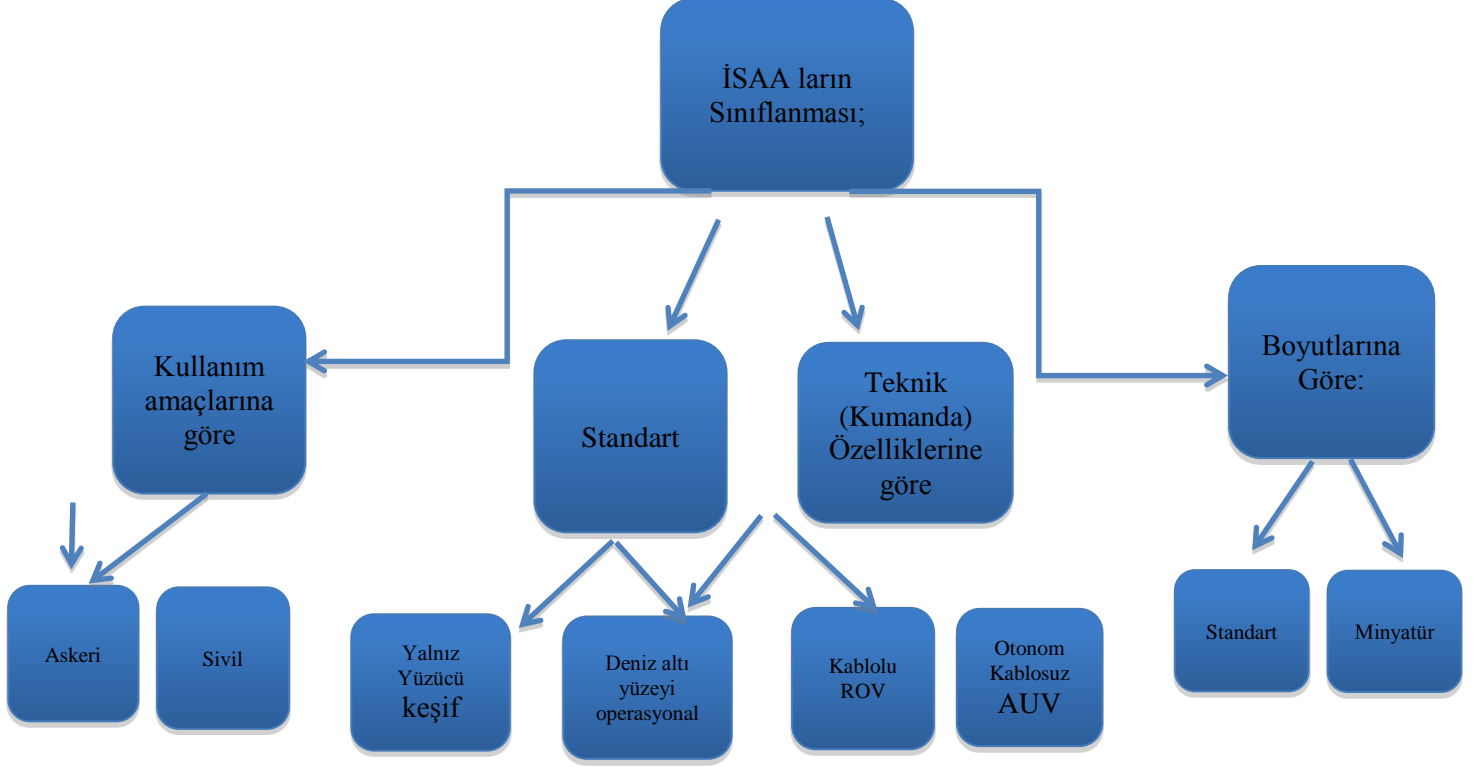 İSAA ların
Sınıflanması;
Kullanım
amaçlarına
göre
Standart
Teknik
(Kumanda)
Özelliklerine
göre
Boyutlarına
Göre:
Askeri
Sivil
Yalnız
Yüzücü
keşif
Deniz altı
yüzeyi
operasyonal
Kablolu
ROV
Otonom
Kablosuz
AUV
Standart
Minyatür